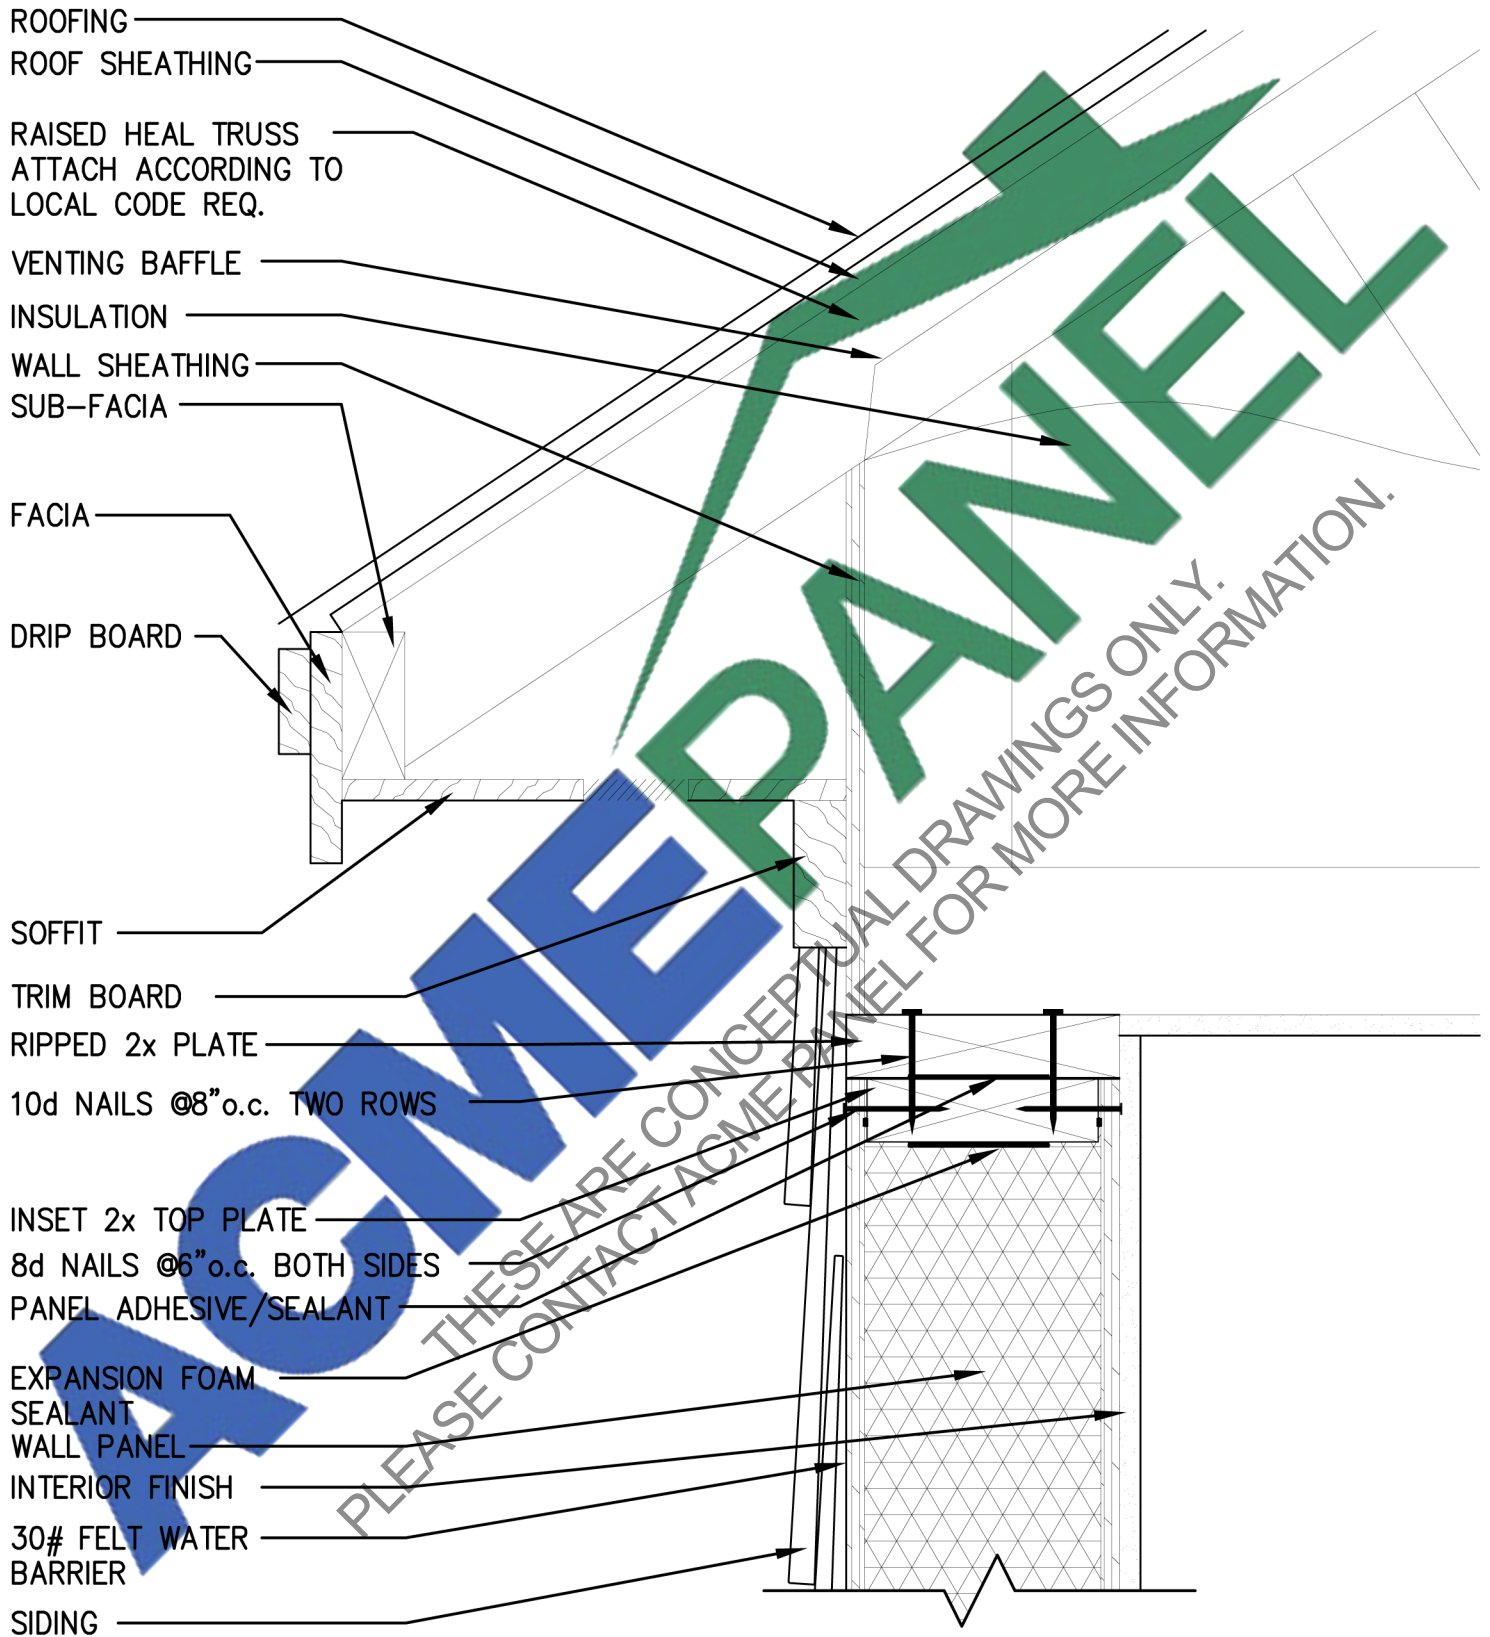 ROOFING
ROOF SHEATHING
RAISED HEAL TRUSS
ATTACH ACCORDING TO
LOCAL CODE REQ.
VENTING BAFFLE
INSULATION
WALL SHEATHING
SUB-FACIA
FACIA
DRIP BOARD
SOFFIT
TRIM BOARD
RIPPED 2x PLATE
10d NAILS @8”o.c. TWO ROWS
INSET 2x TOP PLATE
8d NAILS @6”o.c. BOTH SIDES
PANEL ADHESIVE/SEALANT
EXPANSION FOAM
SEALANT
WALL PANEL
INTERIOR FINISH
30# FELT WATER
BARRIER
SIDING
ACMEPANEL
THESE ARE CONCEPTUAL DRAWINGS ONLY.
PLEASE CONTACT ACME PANEL FOR MORE INFORMATION.